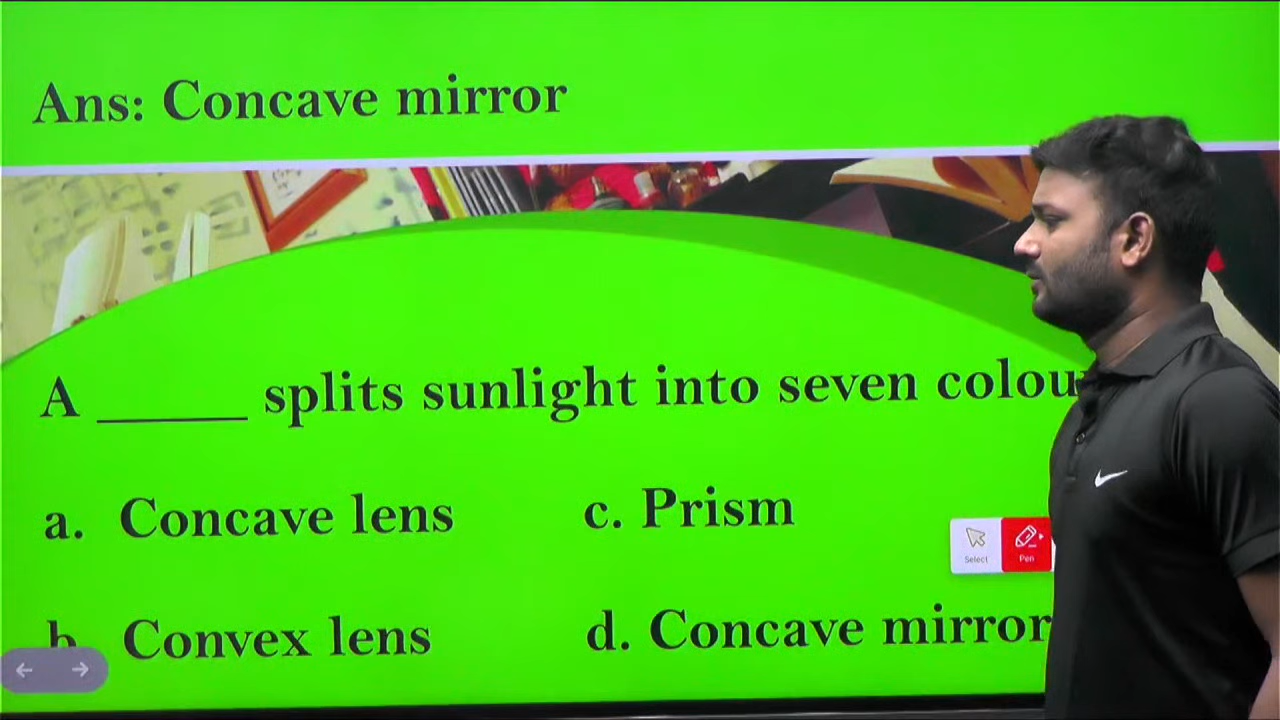 Ans: Concave mirror
A ______ splits sunlight into seven colou
a. Concave lens
c. Prism
Select
Pen
b. Convex lens
d. Concave mirror